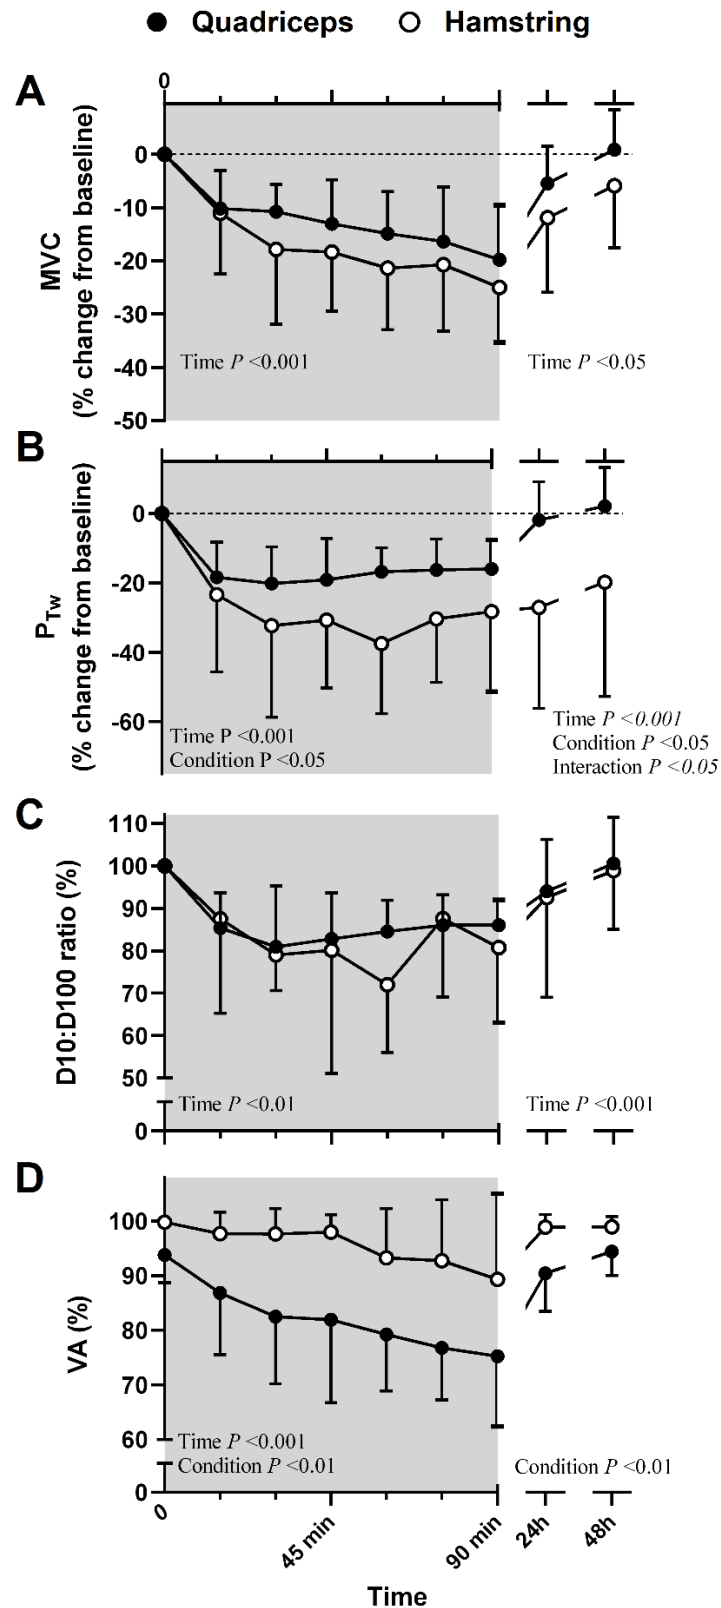 Quadriceps Hamstring
A
0
MVC
(% change from baseline)
0
-10
-20
-30
-40
-50
Time P <0.001
Time P <0.05
B
PTw
(% change from baseline)
0
-20
-40
-60
Time P <0.001
Condition P <0.05
Time P <0.001
Condition P <0.05
Interaction P <0.05
C
D10:D100 ratio (%)
110
100
90
80
70
60
50
0
Time P <0.01
Time P <0.001
D
VA (%)
100
90
80
70
60
0
Time P <0.001
Condition P <0.01
Condition P <0.01
0
45 min
90 min
24h
48h
Time